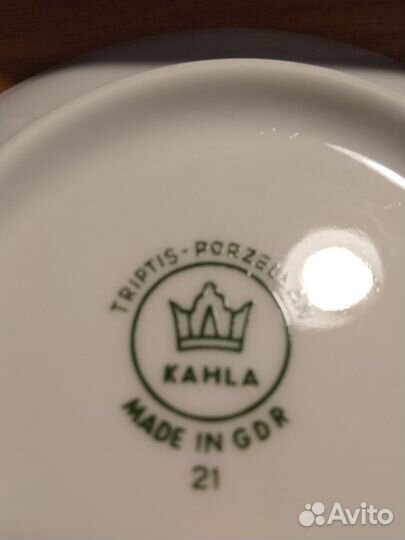 TRIPTIS-PORZELLAN
KAHLA
MADE IN GDR
21
Avito